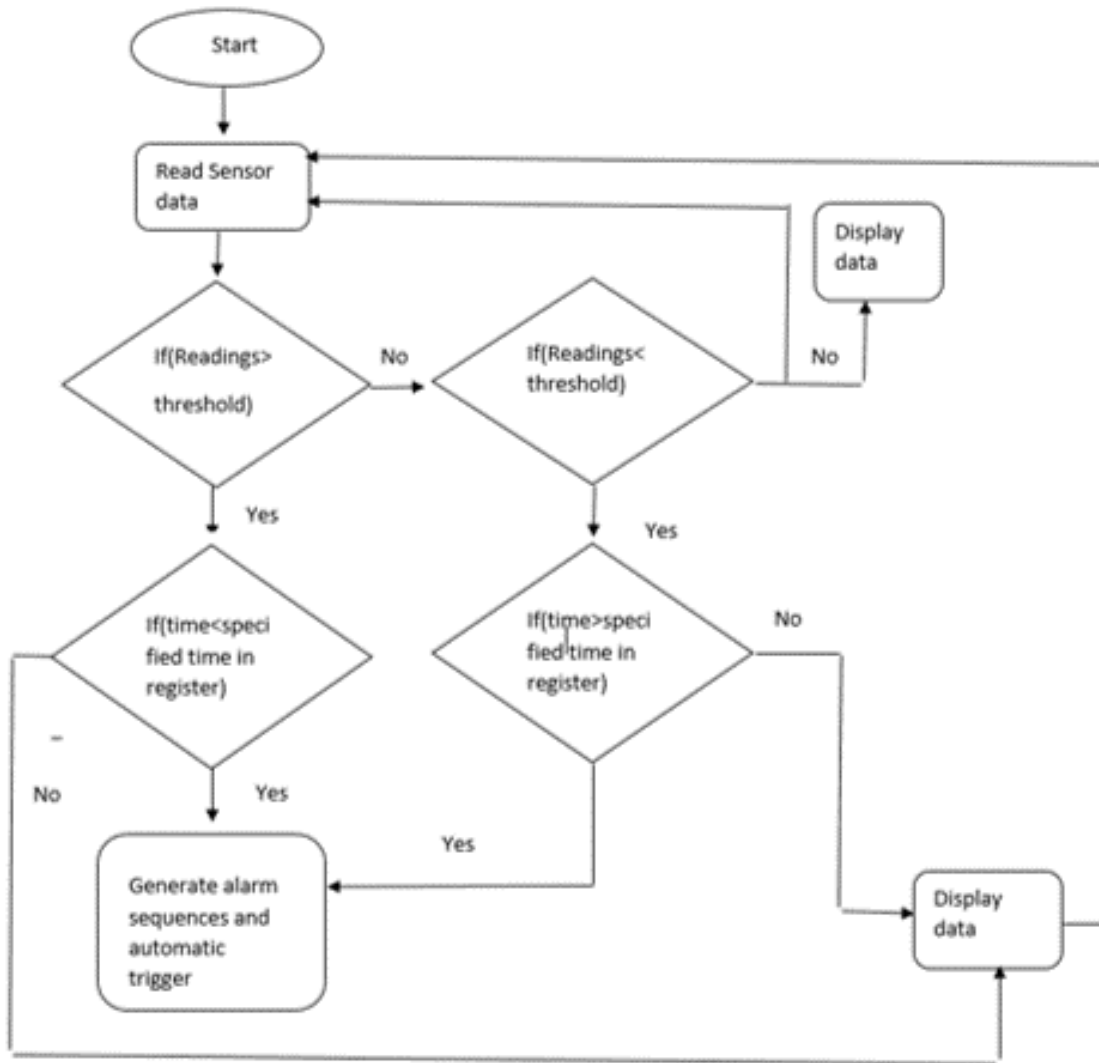 Start
Read Sensor
data
Display
data
If(Readings>
threshold)
No
If(Readings<
threshold)
No
Yes
Yes
If(time<speci
fied time in
register)
If(time>speci
fied time in
register)
No
No
Yes
Yes
Generate alarm
sequences and
automatic
trigger
Display
data